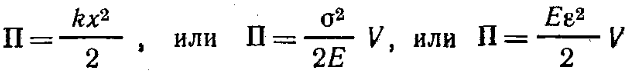 П = kx²/2 , или П = σ²/2E V, или П = Eε²/2 V